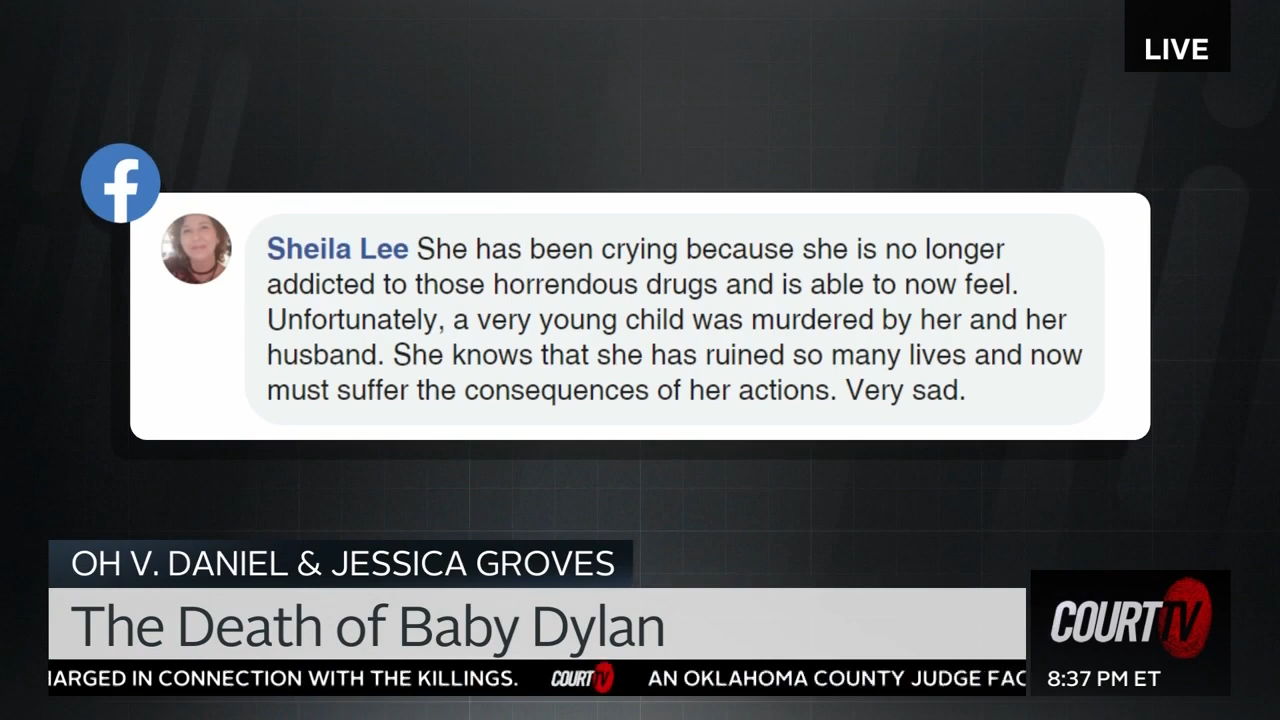 LIVE
Sheila Lee She has been crying because she is no longer
addicted to those horrendous drugs and is able to now feel.
Unfortunately, a very young child was murdered by her and her
husband. She knows that she has ruined so many lives and now
must suffer the consequences of her actions. Very sad.
OH V. DANIEL & JESSICA GROVES
The Death of Baby Dylan
COURT TV
HARGED IN CONNECTION WITH THE KILLINGS. COURT TV AN OKLAHOMA COUNTY JUDGE FAC
8:37 PM ET